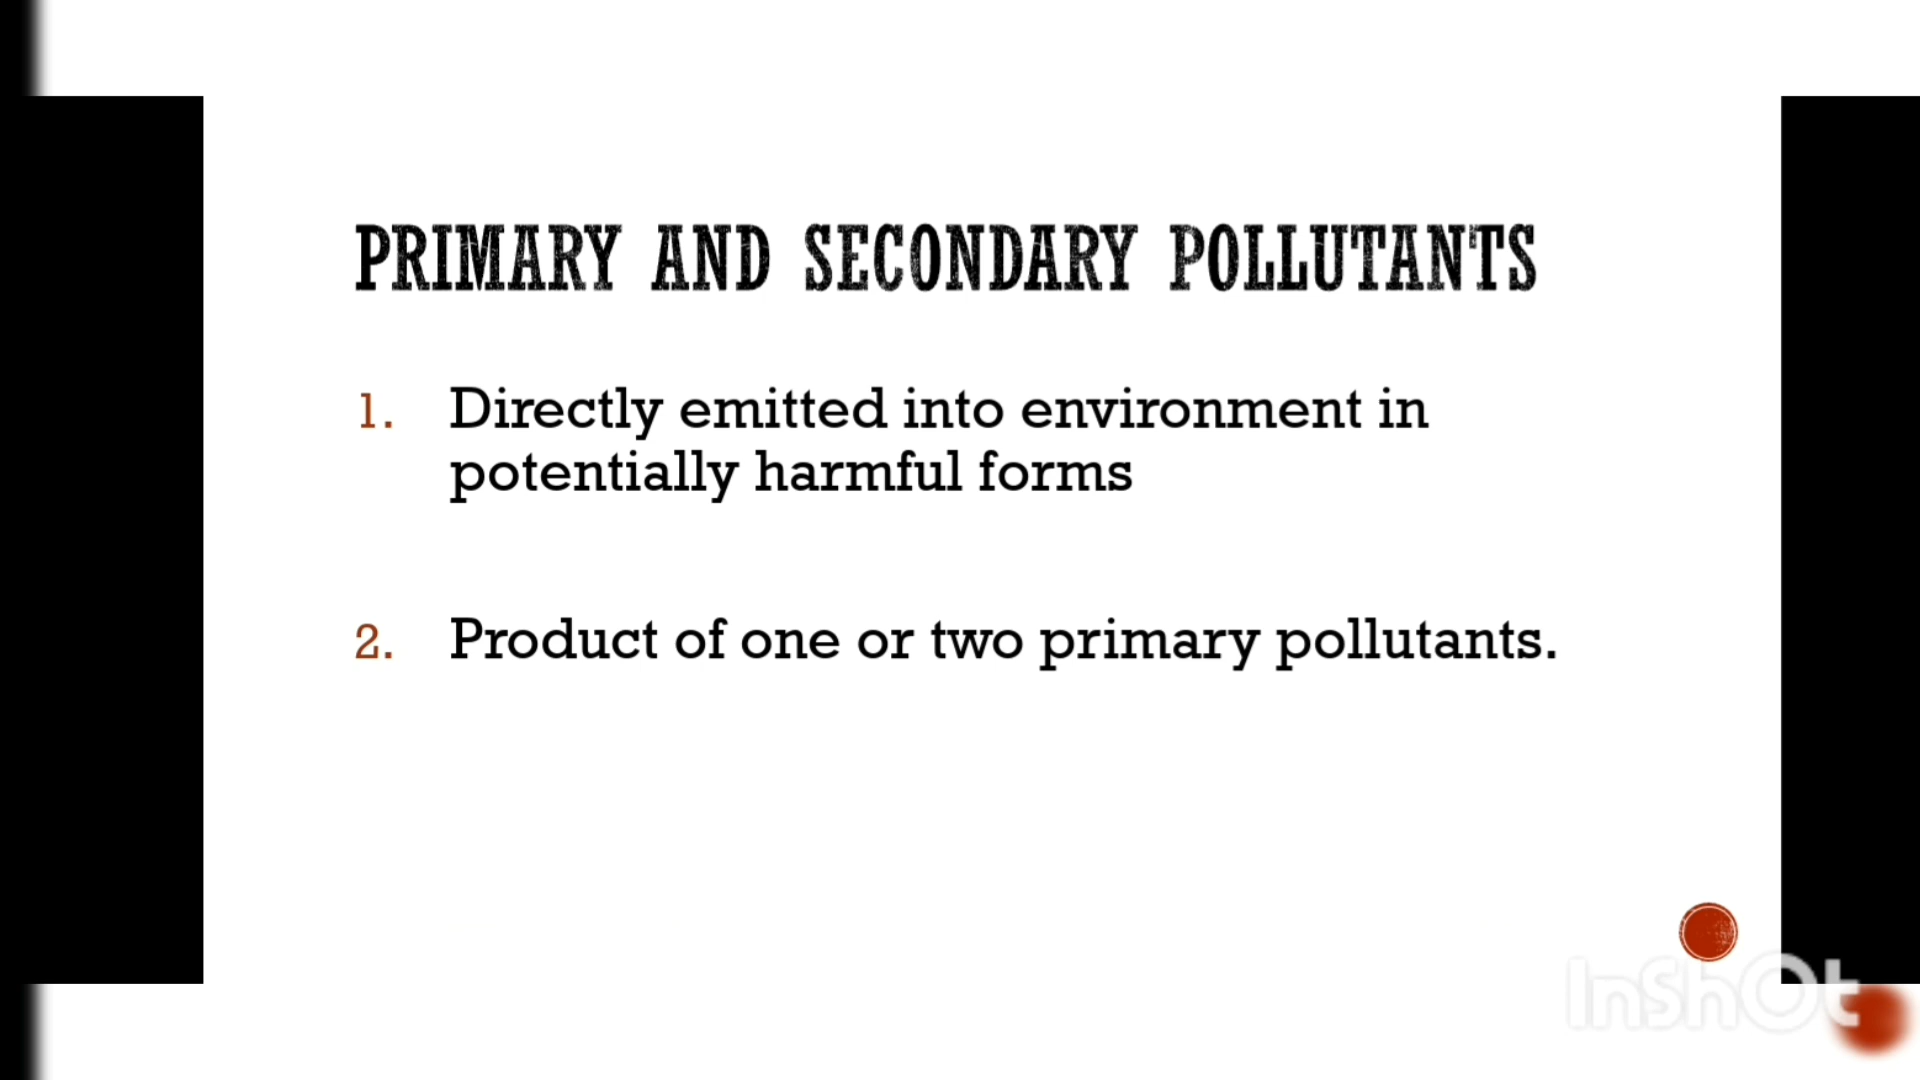 PRIMARY AND SECONDARY POLLUTANTS
1. Directly emitted into environment in
potentially harmful forms
2. Product of one or two primary pollutants.
InShOt